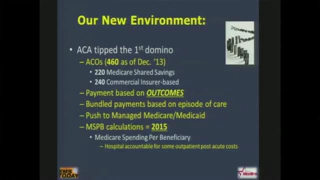 Our New Environment:
• ACA tipped the 1st domino
– ACOs (460 as of Dec. '13)
• 220 Medicare Shared Savings
• 240 Commercial Insurer-based
– Payment based on OUTCOMES
– Bundled payments based on episode of care
– Push to Managed Medicare/Medicaid
– MSPB calculations = 2015
• Medicare Spending Per Beneficiary
– Hospital accountable for some outpatient post acute costs
TODAY